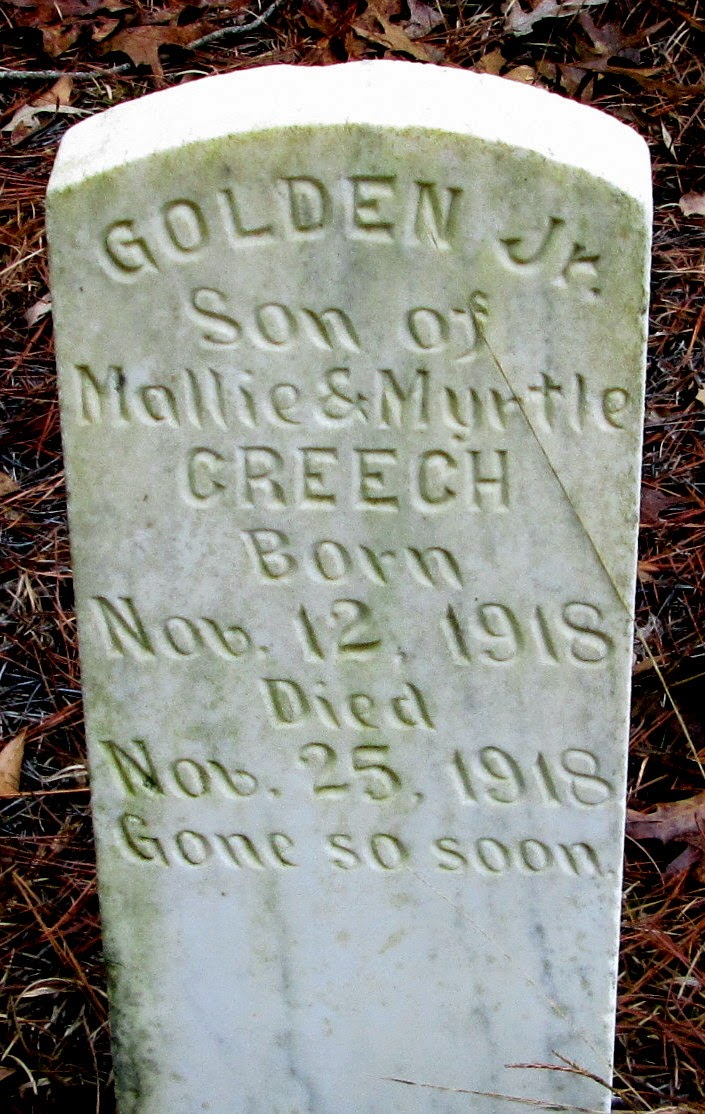 GOLDEN Jr.
Son of
Mallie & Myrtle
CREECH
Born
Nov. 12, 1918
Died
Nov. 25, 1918
Gone so soon.